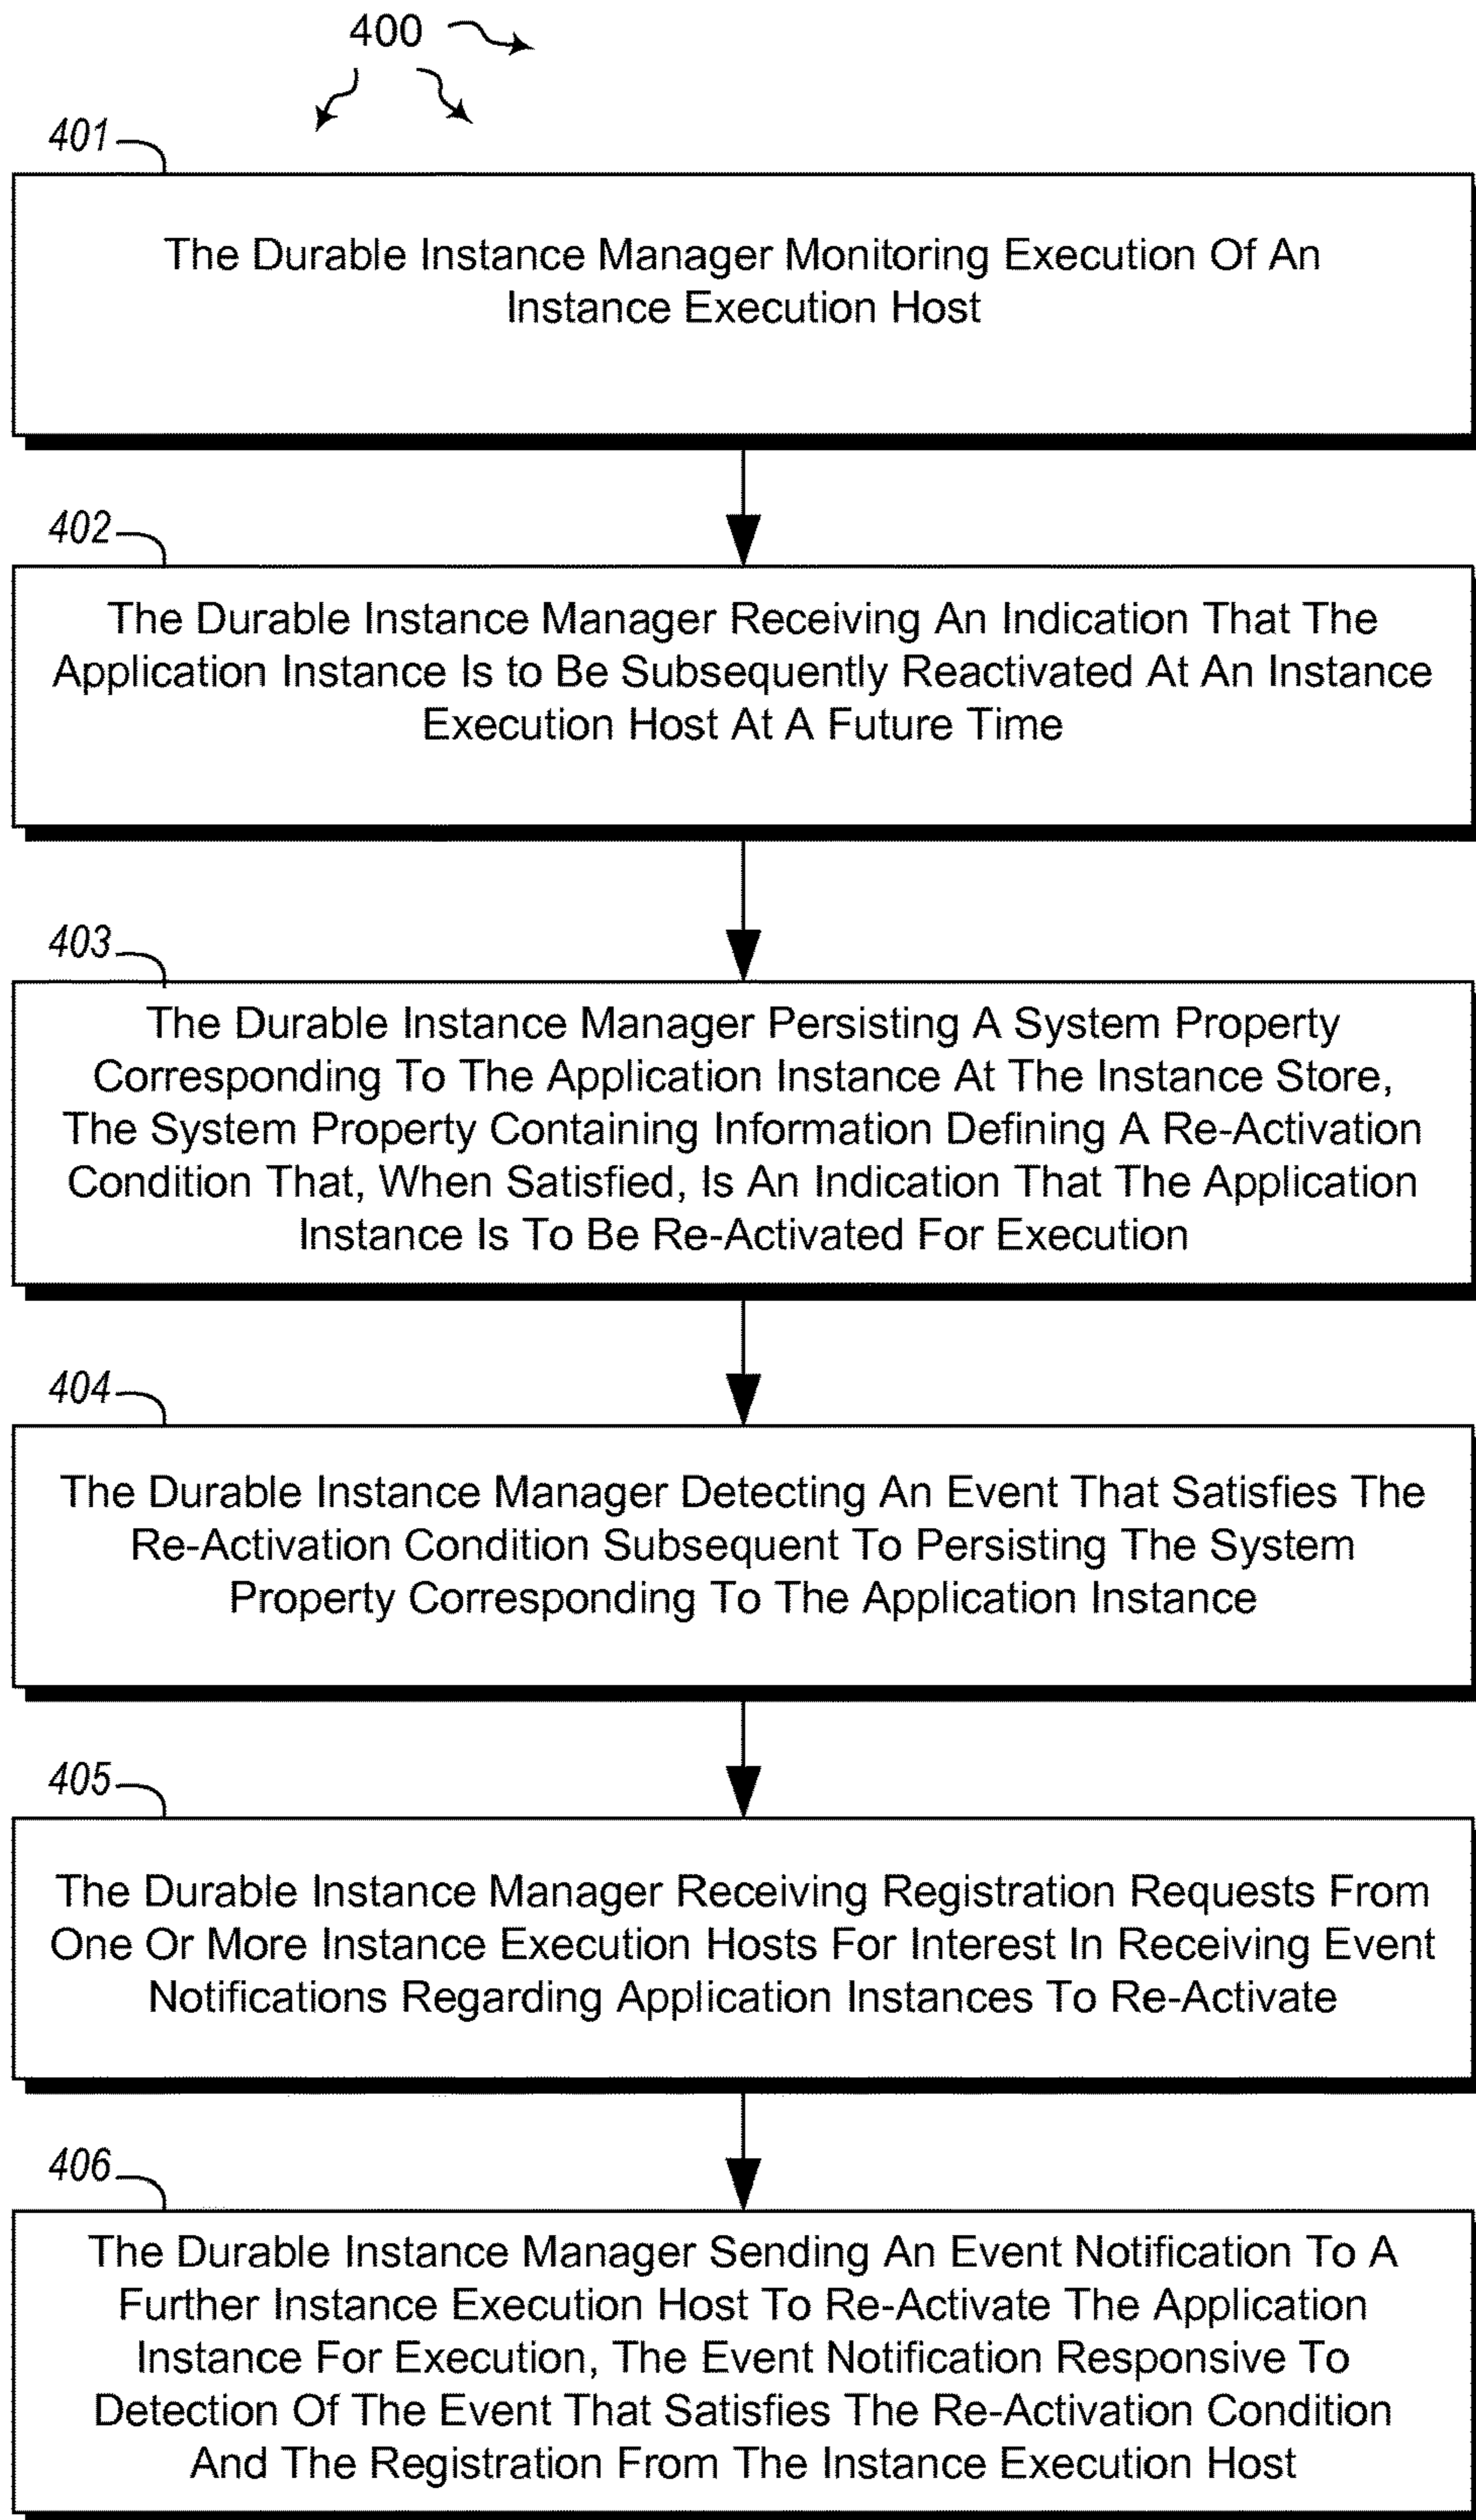 400
401
The Durable Instance Manager Monitoring Execution Of An
Instance Execution Host
402
The Durable Instance Manager Receiving An Indication That The
Application Instance Is to Be Subsequently Reactivated At An Instance
Execution Host At A Future Time
403
The Durable Instance Manager Persisting A System Property
Corresponding To The Application Instance At The Instance Store,
The System Property Containing Information Defining A Re-Activation
Condition That, When Satisfied, Is An Indication That The Application
Instance Is To Be Re-Activated For Execution
404
The Durable Instance Manager Detecting An Event That Satisfies The
Re-Activation Condition Subsequent To Persisting The System
Property Corresponding To The Application Instance
405
The Durable Instance Manager Receiving Registration Requests From
One Or More Instance Execution Hosts For Interest In Receiving Event
Notifications Regarding Application Instances To Re-Activate
406
The Durable Instance Manager Sending An Event Notification To A
Further Instance Execution Host To Re-Activate The Application
Instance For Execution, The Event Notification Responsive To
Detection Of The Event That Satisfies The Re-Activation Condition
And The Registration From The Instance Execution Host